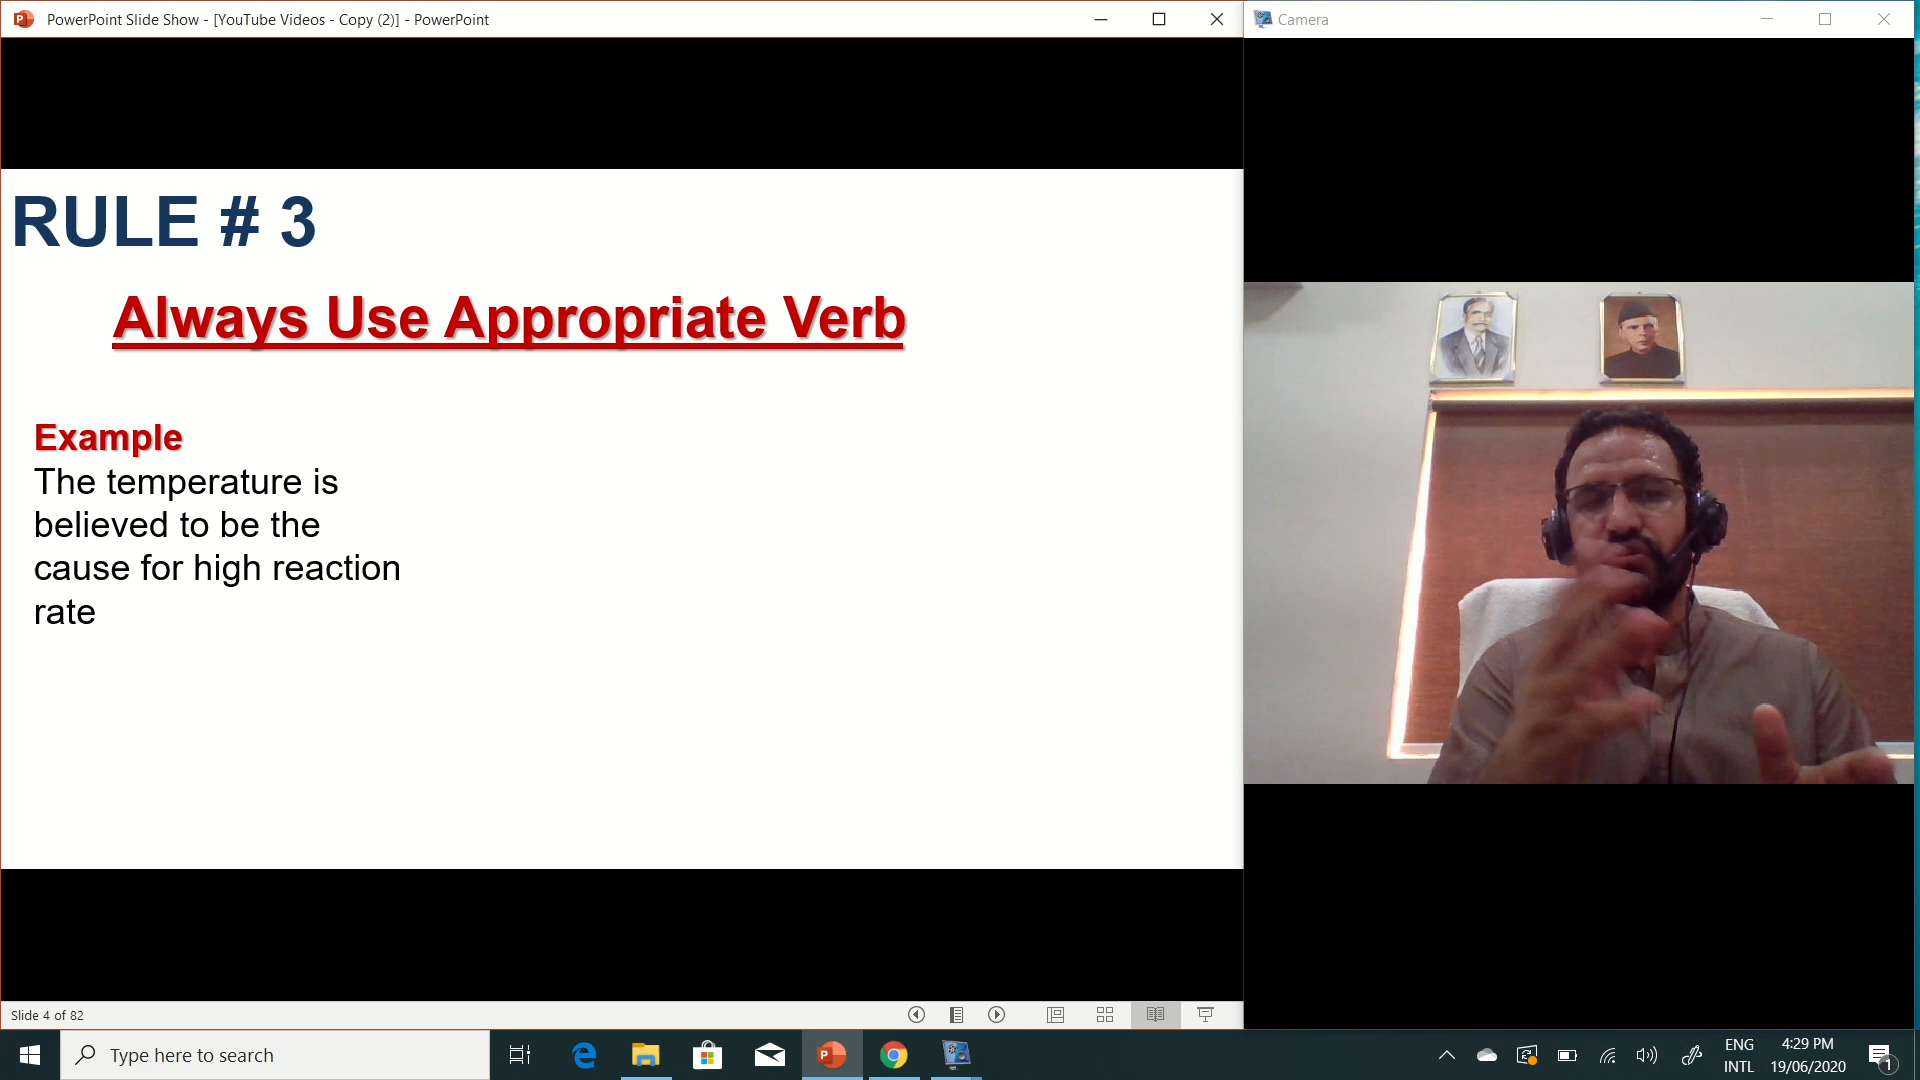 PowerPoint Slide Show - [YouTube Videos - Copy (2)] - PowerPoint
Camera
RULE # 3
Always Use Appropriate Verb
Example
The temperature is
believed to be the
cause for high reaction
rate
Slide 4 of 82
Type here to search
ENG
INTL
4:29 PM
19/06/2020
1